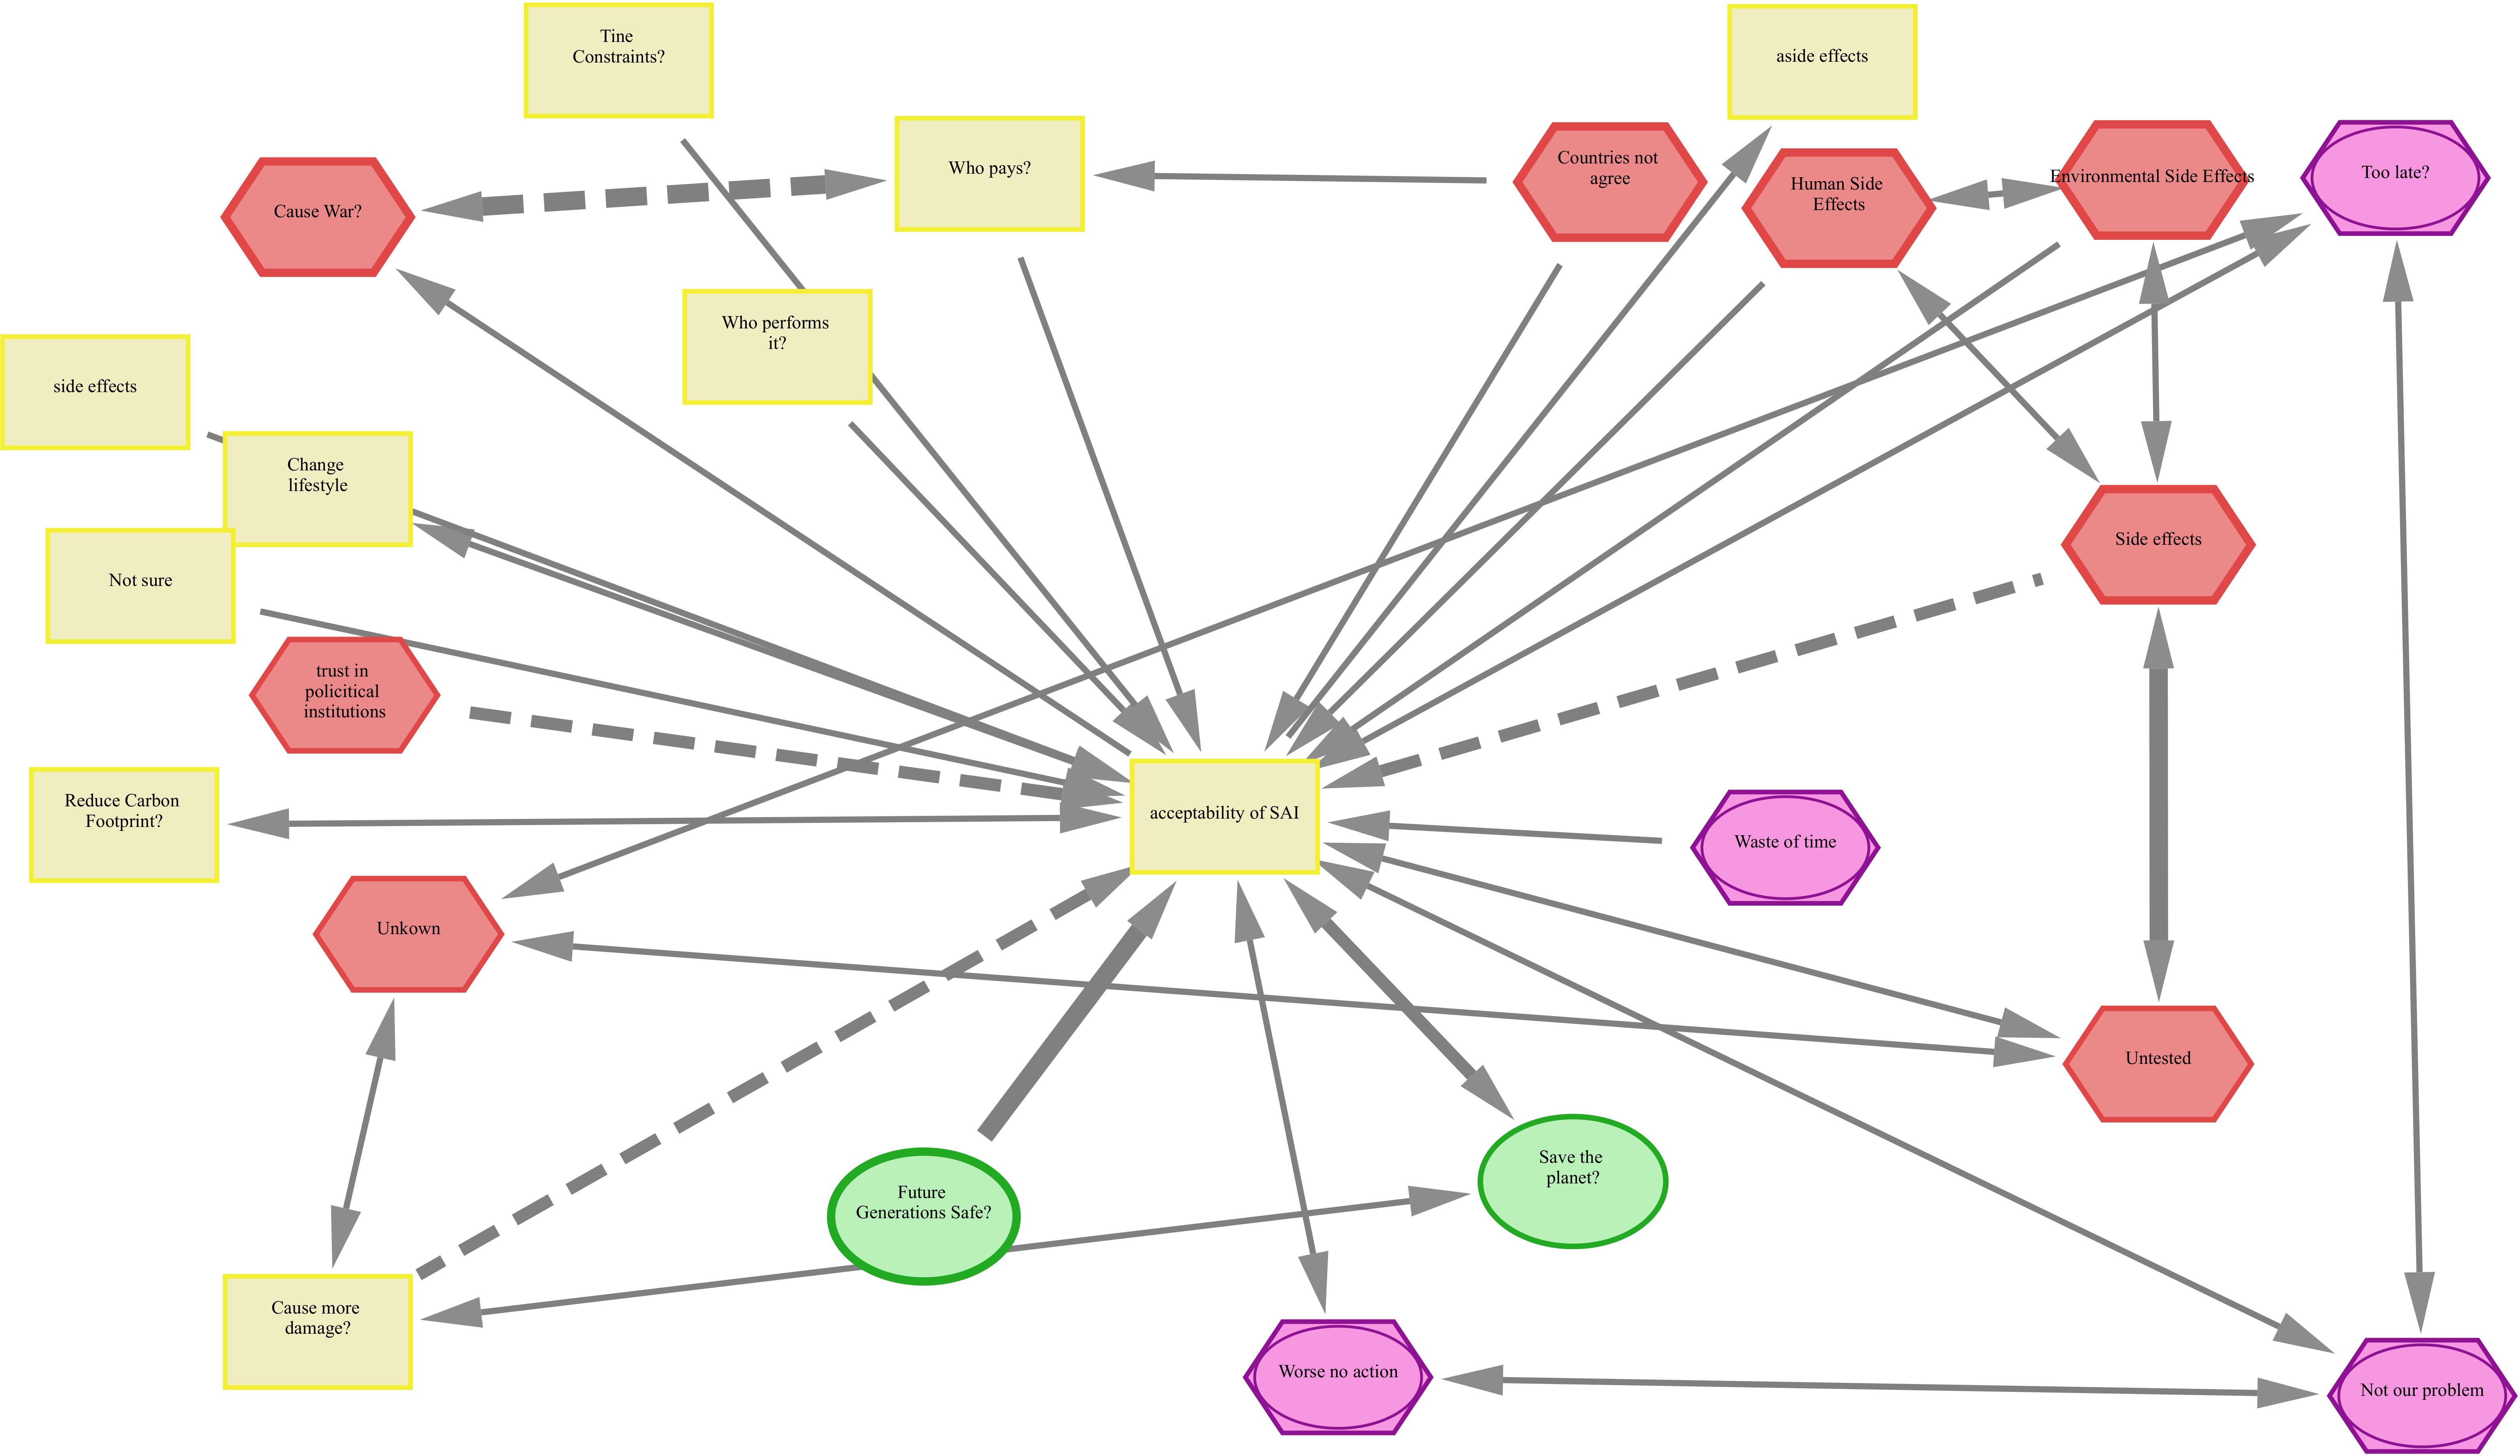 Tine
Constraints?
aside effects
Who pays?
Countries not
agree
Human Side
Effects
Environmental Side Effects
Too late?
Cause War?
Who performs
it?
side effects
Change
lifestyle
Not sure
Side effects
trust in
policitical
institutions
Reduce Carbon
Footprint?
acceptability of SAI
Waste of time
Unkown
Untested
Save the
planet?
Future
Generations Safe?
Cause more
damage?
Worse no action
Not our problem